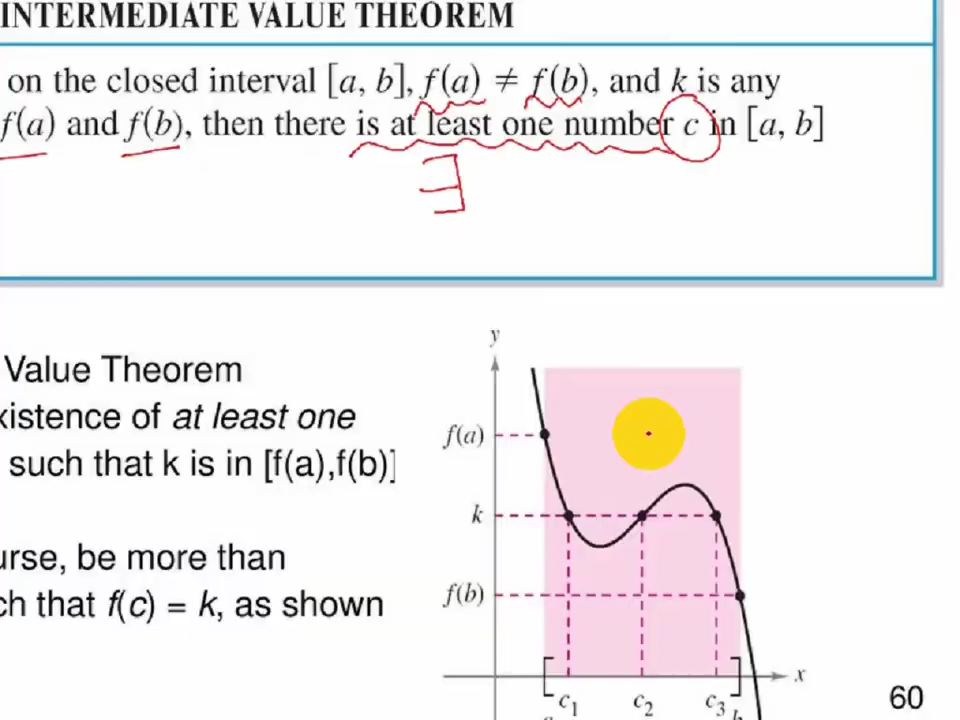 INTERMEDIATE VALUE THEOREM
on the closed interval [a, b], f(a) ≠ f(b), and k is any
f(a) and f(b), then there is at least one number c in [a, b]
∃
Value Theorem
xistence of at least one
such that k is in [f(a),f(b)]
urse, be more than
ch that f(c) = k, as shown
y
f(a)
k
f(b)
x
c₁ c₂ c₃
60